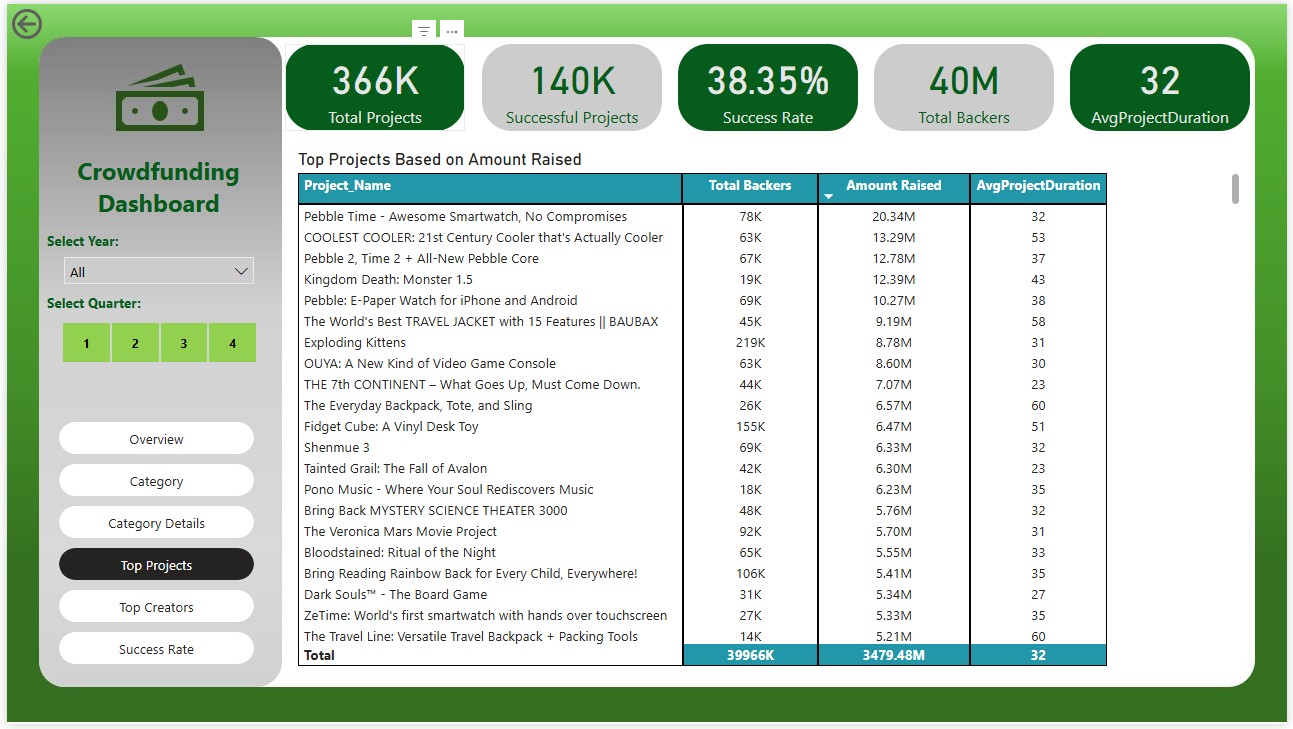 366K
Total Projects
140K
Successful Projects
38.35%
Success Rate
40M
Total Backers
32
AvgProjectDuration
Crowdfunding
Dashboard
Select Year:
All
Select Quarter:
1 2 3 4
Overview
Category
Category Details
Top Projects
Top Creators
Success Rate
Top Projects Based on Amount Raised
Project_Name Total Backers Amount Raised AvgProjectDuration
Pebble Time - Awesome Smartwatch, No Compromises 78K 20.34M 32
COOLEST COOLER: 21st Century Cooler that's Actually Cooler 63K 13.29M 53
Pebble 2, Time 2 + All-New Pebble Core 67K 12.78M 37
Kingdom Death: Monster 1.5 19K 12.39M 43
Pebble: E-Paper Watch for iPhone and Android 69K 10.27M 38
The World's Best TRAVEL JACKET with 15 Features || BAUBAX 45K 9.19M 58
Exploding Kittens 219K 8.78M 31
OUYA: A New Kind of Video Game Console 63K 8.60M 30
THE 7th CONTINENT – What Goes Up, Must Come Down. 44K 7.07M 23
The Everyday Backpack, Tote, and Sling 26K 6.57M 60
Fidget Cube: A Vinyl Desk Toy 155K 6.47M 51
Shenmue 3 69K 6.33M 32
Tainted Grail: The Fall of Avalon 42K 6.30M 23
Pono Music - Where Your Soul Rediscovers Music 18K 6.23M 35
Bring Back MYSTERY SCIENCE THEATER 3000 48K 5.76M 32
The Veronica Mars Movie Project 92K 5.70M 31
Bloodstained: Ritual of the Night 65K 5.55M 33
Bring Reading Rainbow Back for Every Child, Everywhere! 106K 5.41M 35
Dark Souls™ - The Board Game 31K 5.34M 27
ZeTime: World's first smartwatch with hands over touchscreen 27K 5.33M 35
The Travel Line: Versatile Travel Backpack + Packing Tools 14K 5.21M 60
Total 39966K 3479.48M 32